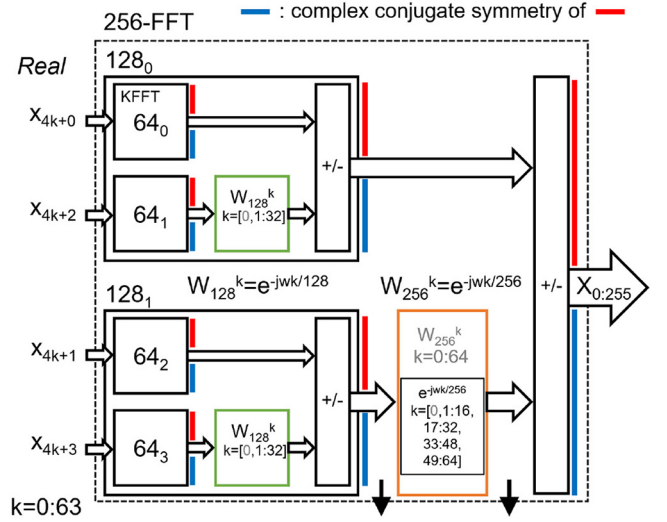 : complex conjugate symmetry of
256-FFT
Real
128₀
KFFT
64₀
x₄ₖ₊₀
+/-
64₁
W₁₂₈ᵏ
k=[0,1:32]
x₄ₖ₊₂
128₁
W₁₂₈ᵏ=e⁻ʲʷᵏ/¹²⁸
W₂₅₆ᵏ=e⁻ʲʷᵏ/²⁵⁶
+/-
X₀:₂₅₅
x₄ₖ₊₁
64₂
+/-
W₂₅₆ᵏ
k=0:64
e⁻ʲʷᵏ/²⁵⁶
k=[0,1:16,
17:32,
33:48,
49:64]
x₄ₖ₊₃
64₃
W₁₂₈ᵏ
k=[0,1:32]
k=0:63